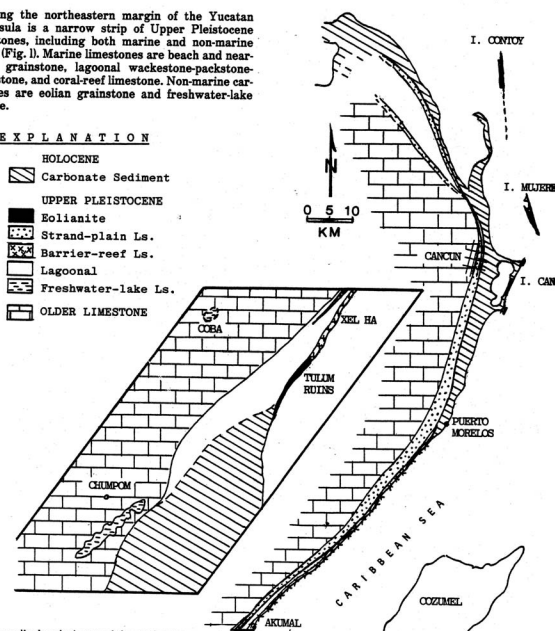 ng the northeastern margin of the Yucatan
sula is a narrow strip of Upper Pleistocene
tones, including both marine and non-marine
(Fig. 1). Marine limestones are beach and near-
grainstone, lagoonal wackestone-packstone-
stone, and coral-reef limestone. Non-marine car-
es are eolian grainstone and freshwater-lake
e.
EXPLANATION
HOLOCENE
Carbonate Sediment
UPPER PLEISTOCENE
Eolianite
Strand-plain Ls.
Barrier-reef Ls.
Lagoonal
Freshwater-lake Ls.
OLDER LIMESTONE
I. CONTOY
N
I. MUJERE
0 5 10
KM
CANCUN
I. CAN
COBA
XEL HA
TULUM
RUINS
PUERTO
MORELOS
CHUMPOM
CARIBBEAN SEA
COZUMEL
AKUMAL